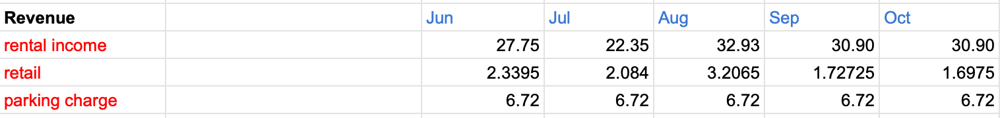 Revenue Jun Jul Aug Sep Oct
rental income 27.75 22.35 32.93 30.90 30.90
retail 2.3395 2.084 3.2065 1.72725 1.6975
parking charge 6.72 6.72 6.72 6.72 6.72